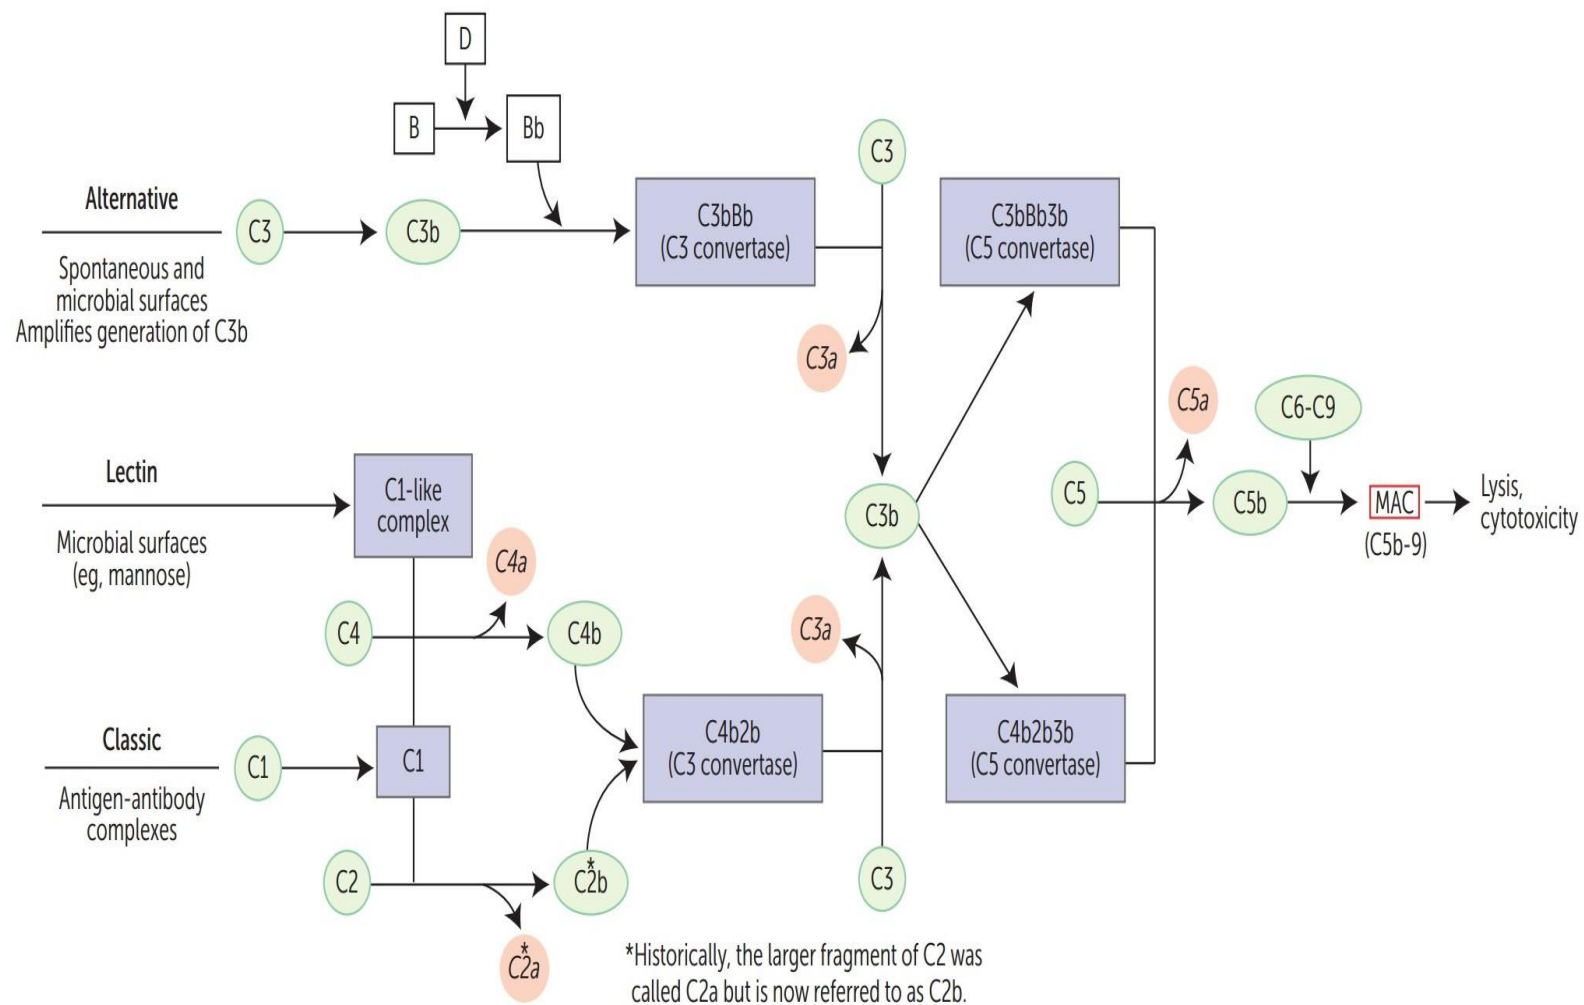 D
B
Bb
C3
Alternative
C3
C3b
C3bBb
(C3 convertase)
C3bBb3b
(C5 convertase)
Spontaneous and
microbial surfaces
Amplifies generation of C3b
C3a
C5a
C6-C9
Lectin
C1-like
complex
Microbial surfaces
(eg, mannose)
C4a
C3b
C5
C5b
MAC
(C5b-9)
Lysis,
cytotoxicity
C4
C4b
C3a
Classic
C1
C1
C4b2b
(C3 convertase)
C4b2b3b
(C5 convertase)
Antigen-antibody
complexes
C2
*
C2b
C3
*
C2a
*Historically, the larger fragment of C2 was
called C2a but is now referred to as C2b.